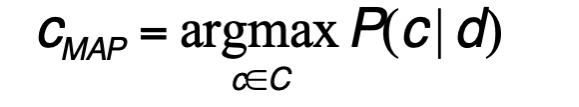 c_MAP = argmax P(c | d)
c∈C